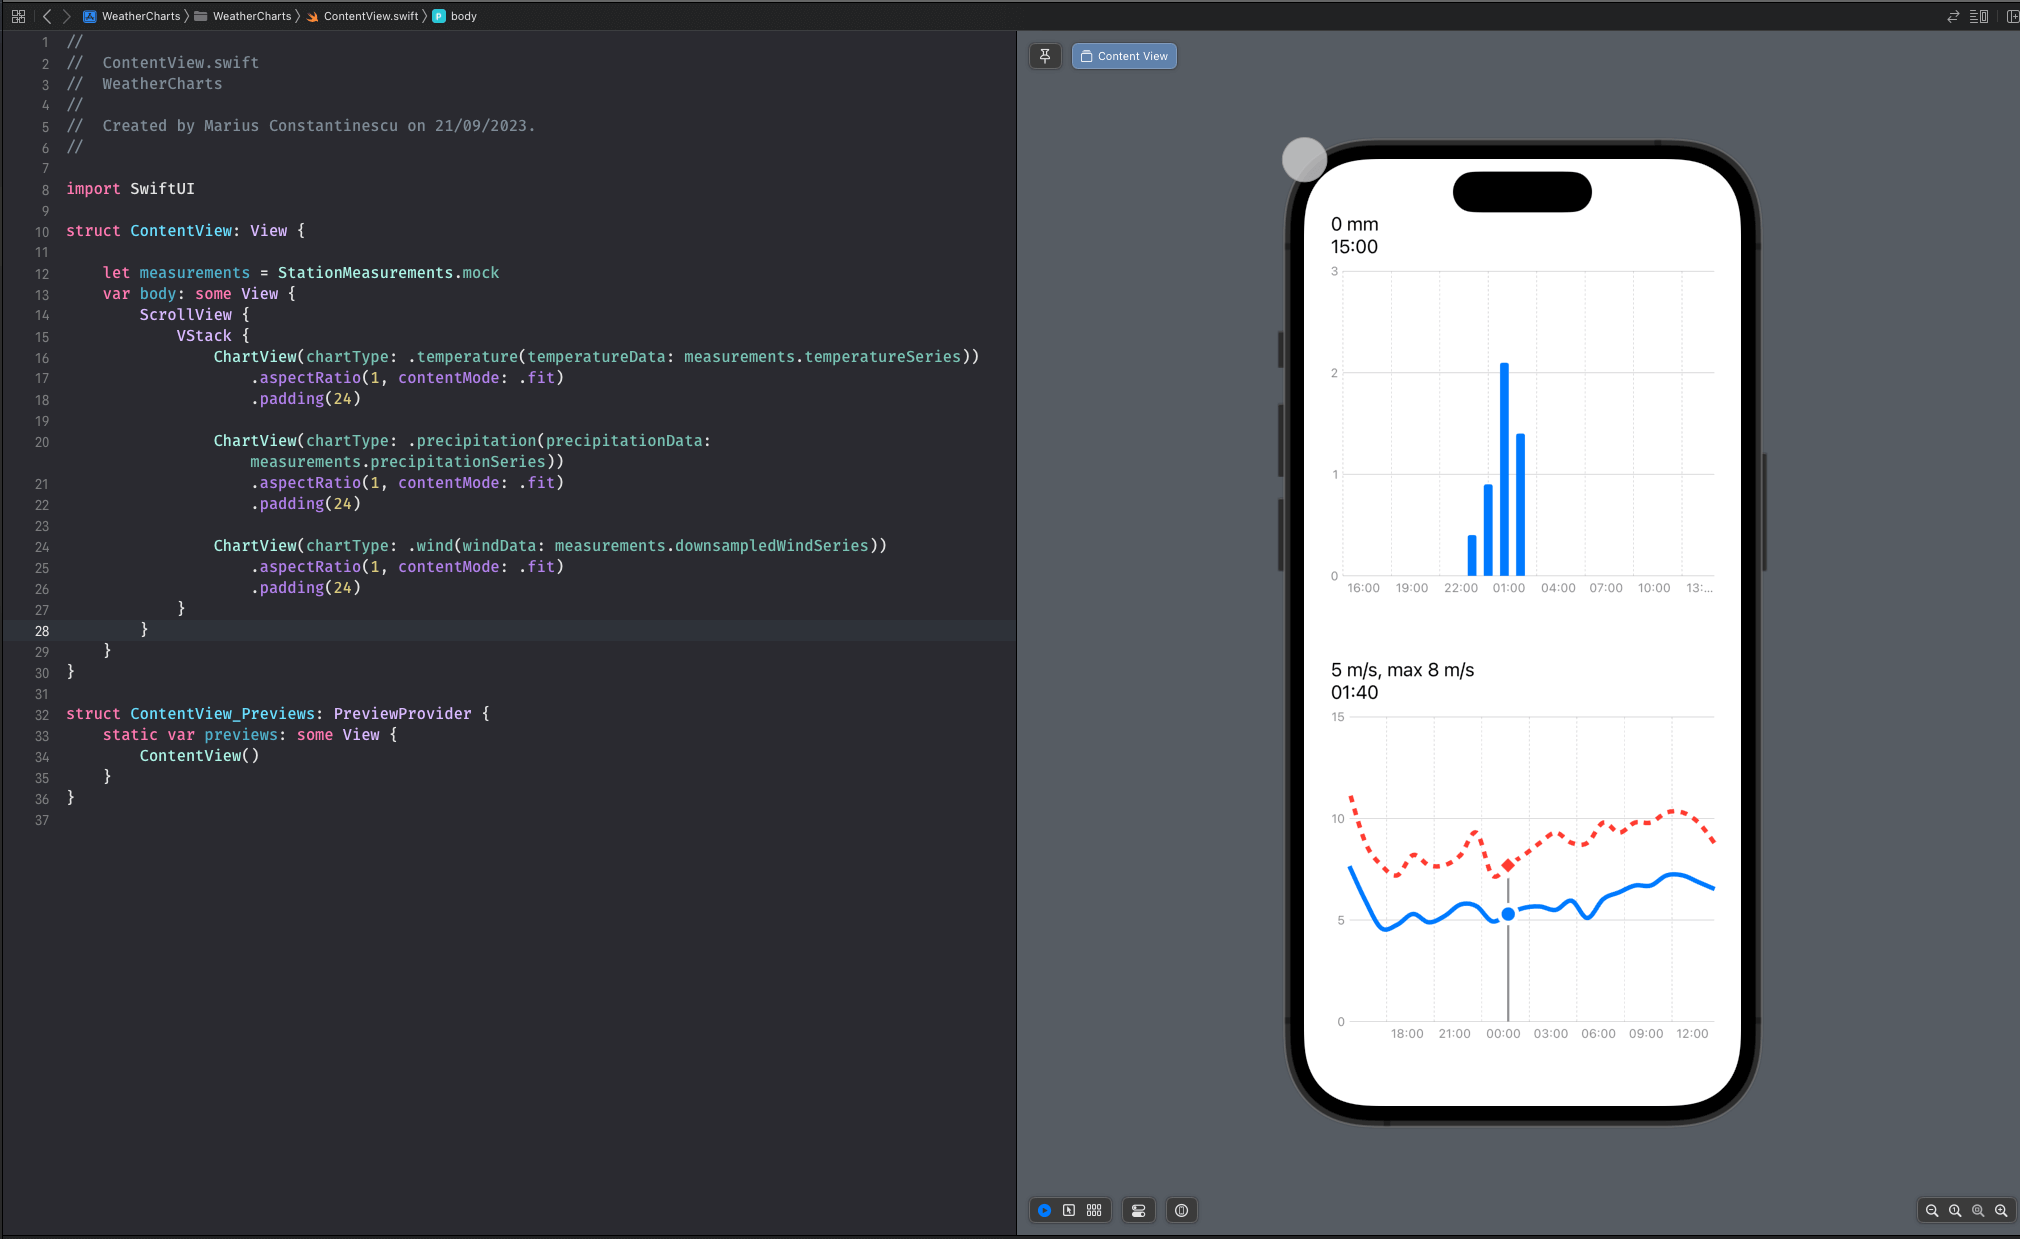 WeatherCharts WeatherCharts ContentView.swift P body
1 //
2 //  ContentView.swift
3 //  WeatherCharts
4 //
5 //  Created by Marius Constantinescu on 21/09/2023.
6 //
7
8 import SwiftUI
9
10 struct ContentView: View {
11
12     let measurements = StationMeasurements.mock
13     var body: some View {
14         ScrollView {
15             VStack {
16                 ChartView(chartType: .temperature(temperatureData: measurements.temperatureSeries))
17                     .aspectRatio(1, contentMode: .fit)
18                     .padding(24)
19
20                 ChartView(chartType: .precipitation(precipitationData:
                    measurements.precipitationSeries))
21                     .aspectRatio(1, contentMode: .fit)
22                     .padding(24)
23
24                 ChartView(chartType: .wind(windData: measurements.downsampledWindSeries))
25                     .aspectRatio(1, contentMode: .fit)
26                     .padding(24)
27             }
28         }
29     }
30 }
31
32 struct ContentView_Previews: PreviewProvider {
33     static var previews: some View {
34         ContentView()
35     }
36 }
37
Content View
0 mm
15:00
3
2
1
0
16:00 19:00 22:00 01:00 04:00 07:00 10:00 13:...
5 m/s, max 8 m/s
01:40
15
10
5
0
18:00 21:00 00:00 03:00 06:00 09:00 12:00